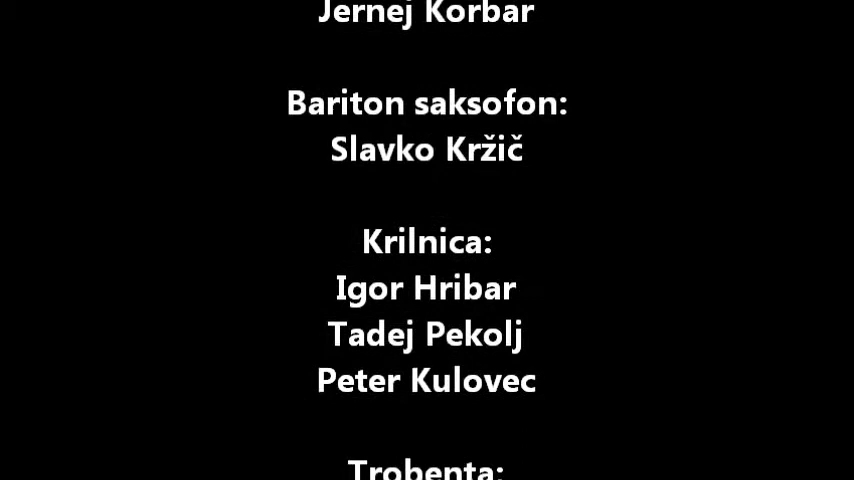 Jernej Korbar
Bariton saksofon:
Slavko Kržič
Krilnica:
Igor Hribar
Tadej Pekolj
Peter Kulovec
Trobenta: